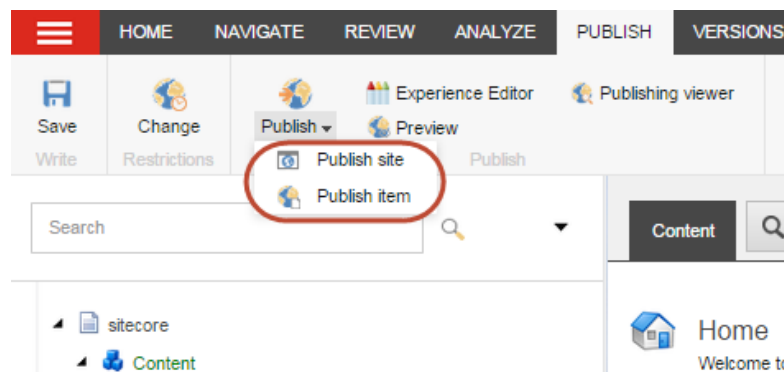 HOME NAVIGATE REVIEW ANALYZE PUBLISH VERSIONS
Experience Editor Publishing viewer
Save Change Publish Preview
Write Restrictions Publish
Publish site
Publish item
Search
Content
sitecore
Home
Content
Welcome to